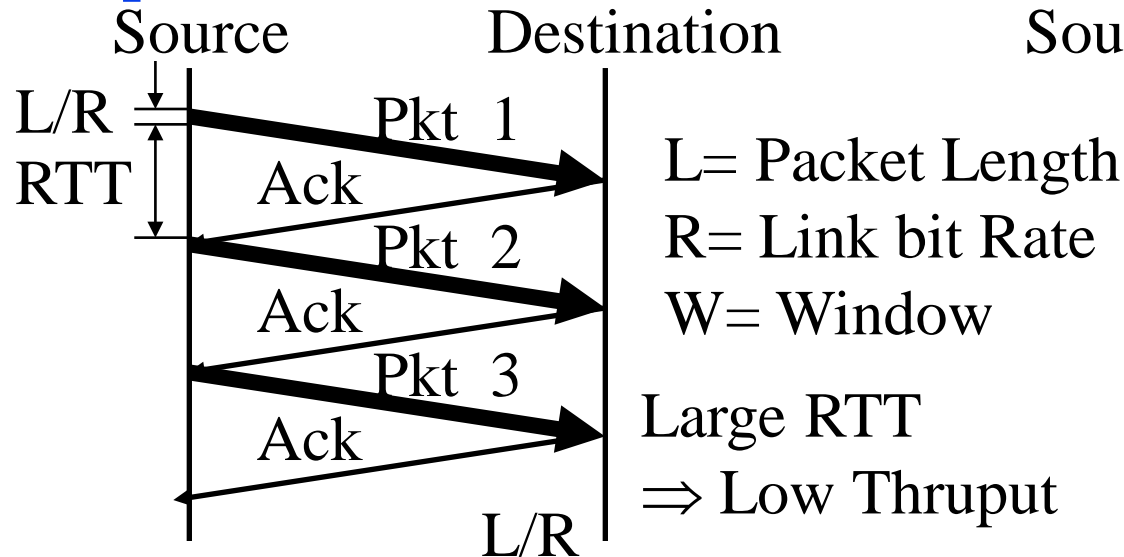 Source Destination Sou
L/R
RTT
Pkt 1
Ack
Pkt 2
Ack
Pkt 3
Ack
L= Packet Length
R= Link bit Rate
W= Window
Large RTT
⇒ Low Thruput
L/R